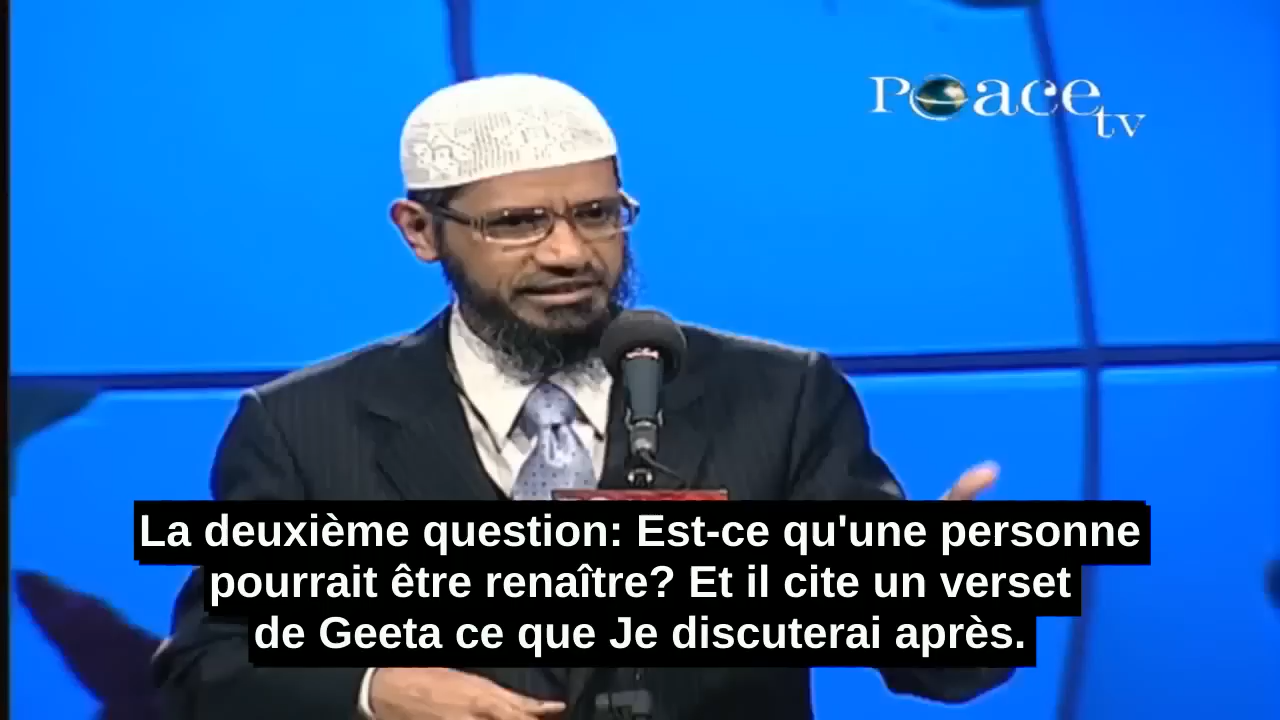 Peace
tv
La deuxième question: Est-ce qu'une personne
pourrait être renaître? Et il cite un verset
de Geeta ce que Je discuterai après.